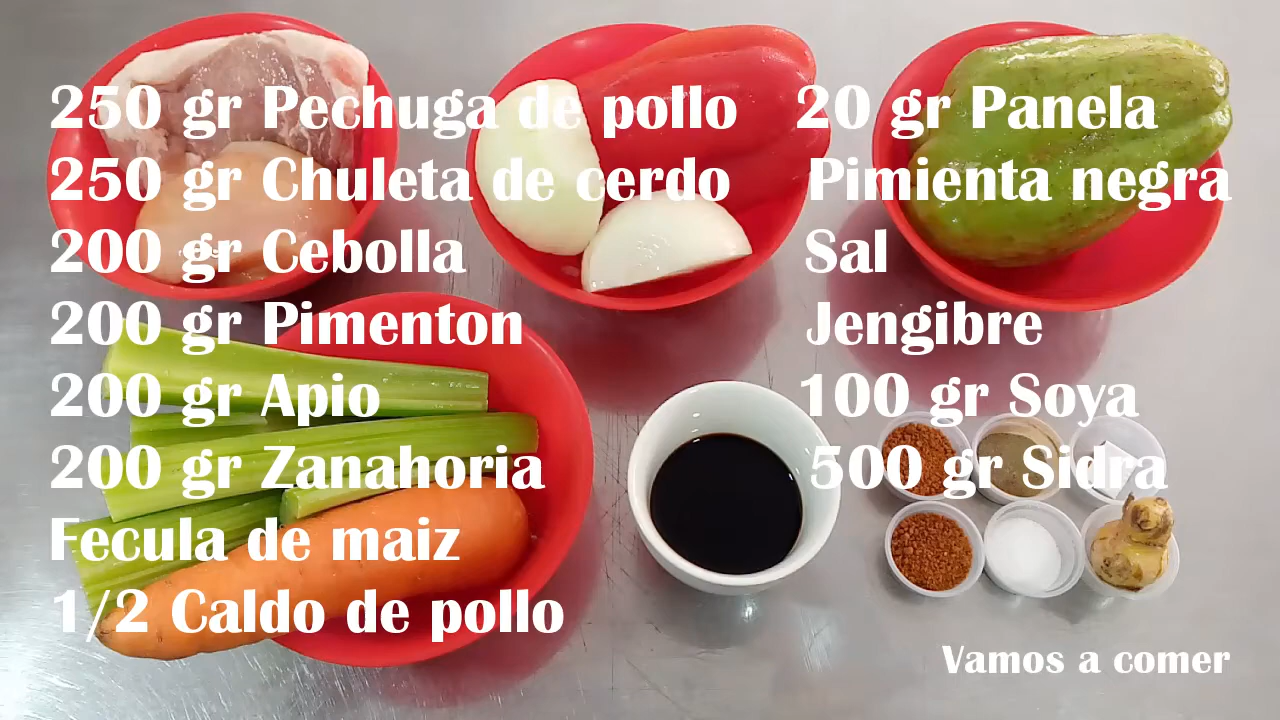 250 gr Pechuga de pollo
250 gr Chuleta de cerdo
200 gr Cebolla
200 gr Pimenton
200 gr Apio
200 gr Zanahoria
Fecula de maiz
1/2 Caldo de pollo
20 gr Panela
Pimienta negra
Sal
Jengibre
100 gr Soya
500 gr Sidra
Vamos a comer